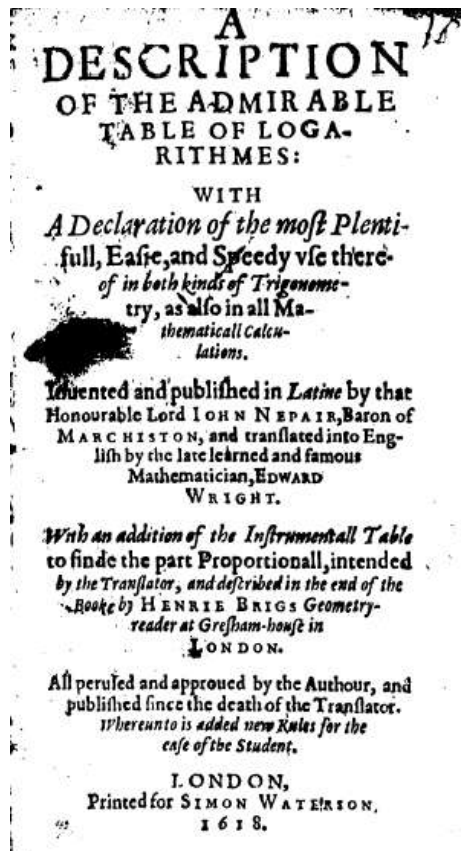 A
DESCRIPTION
OF THE ADMIRABLE
TABLE OF LOGA-
RITHMES:
WITH
A Declaration of the moſt Plenti-
full, Eaſie, and Speedy vſe there-
of in both kinds of Trigonome-
try, as alſo in all Ma-
thematicall Calcu-
lations.
Inuented and publiſhed in Latine by that
Honourable Lord IOHN NEPAIR, Baron of
MARCHISTON, and tranſlated into Eng-
liſh by the late learned and famous
Mathematician, EDWARD
WRIGHT.
With an addition of the Inſtrumentall Table
to finde the part Proportionall, intended
by the Tranſlator, and deſcribed in the end of the
Booke by HENRIE BRIGS Geometry-
reader at Greſham-houſe in
LONDON.
All peruſed and approued by the Authour, and
publiſhed ſince the death of the Tranſlator.
Whereunto is added new Rules for the
eaſe of the Student.
LONDON,
Printed for SIMON WATERSON,
1618.